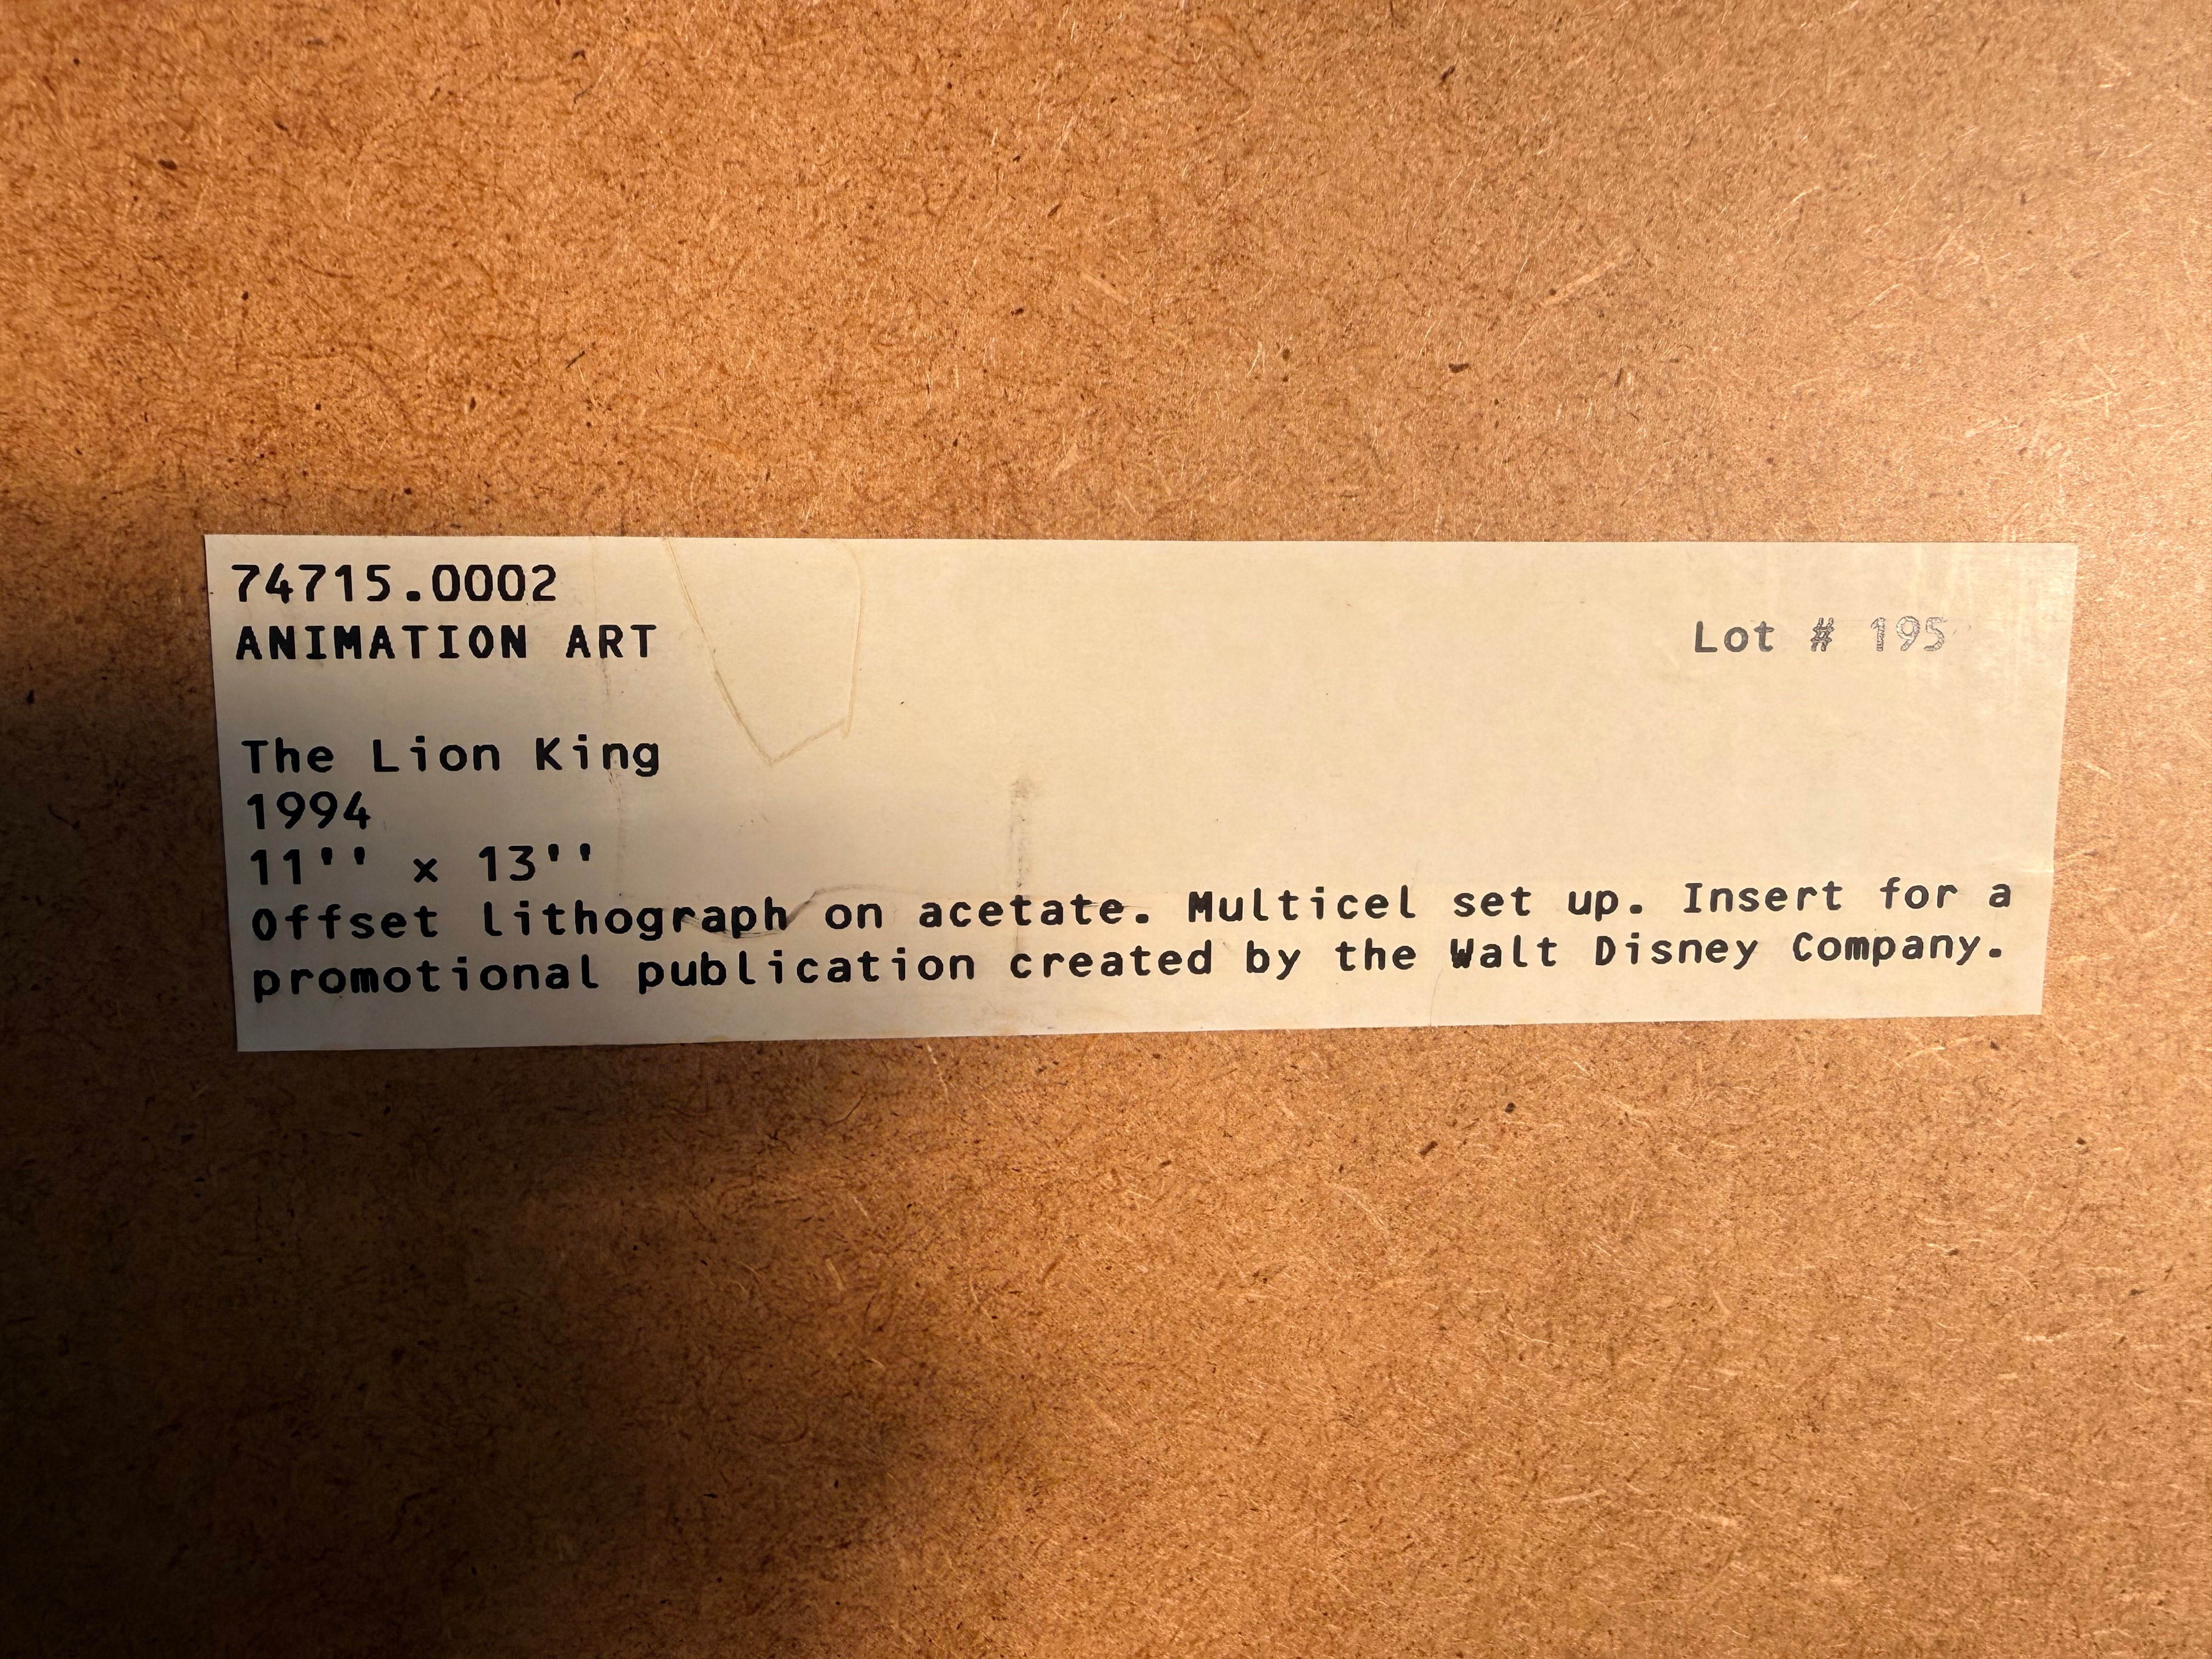 74715.0002
ANIMATION ART
Lot # 195
The Lion King
1994
11'' x 13''
Offset lithograph on acetate. Multicel set up. Insert for a
promotional publication created by the Walt Disney Company.